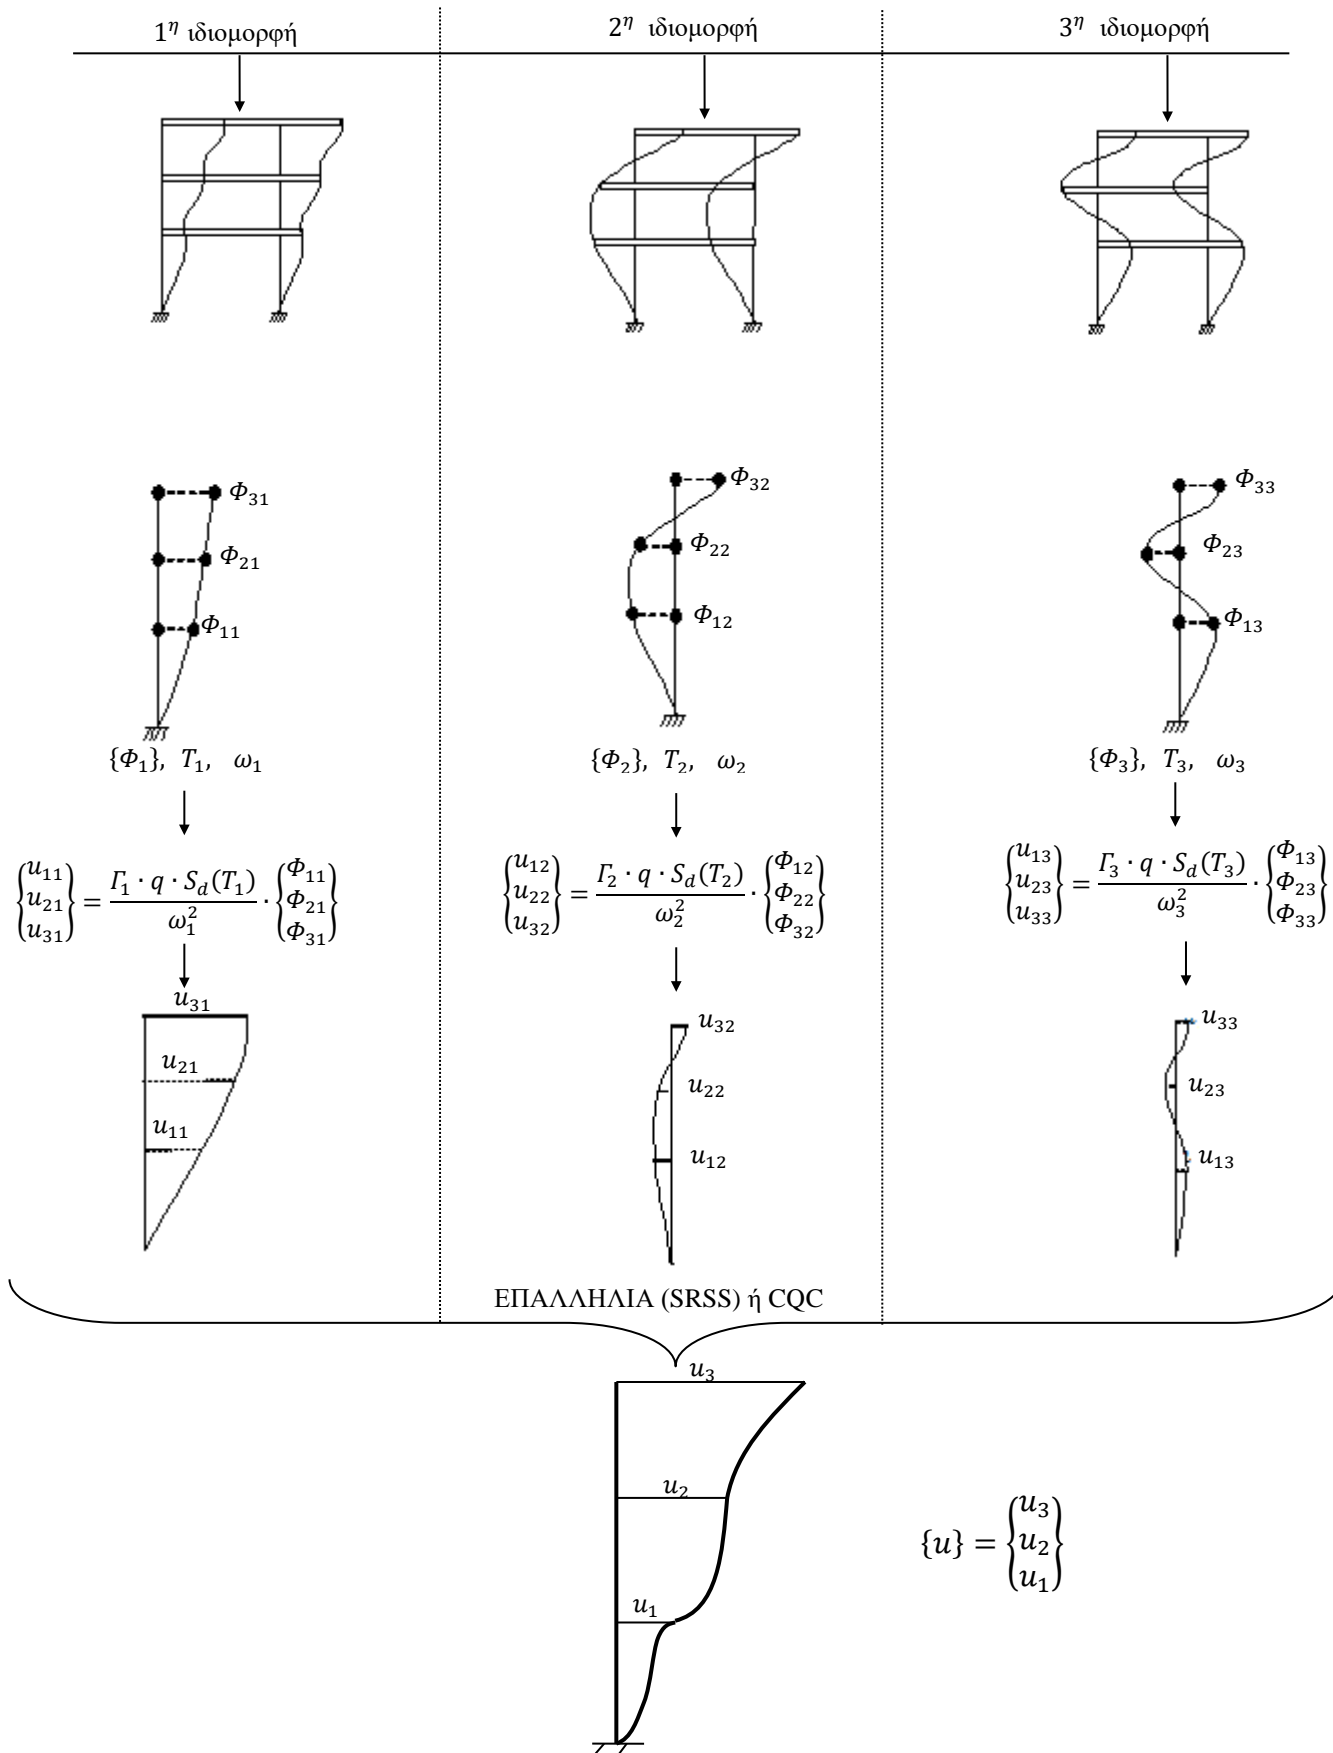 1η ιδιομορφή
2η ιδιομορφή
3η ιδιομορφή
Φ31
Φ21
Φ11
{Φ1}, T1, ω1
Φ32
Φ22
Φ12
{Φ2}, T2, ω2
Φ33
Φ23
Φ13
{Φ3}, T3, ω3
{u11 u21 u31} = Γ1 · q · Sd(T1) / ω1² · {Φ11 Φ21 Φ31}
{u12 u22 u32} = Γ2 · q · Sd(T2) / ω2² · {Φ12 Φ22 Φ32}
{u13 u23 u33} = Γ3 · q · Sd(T3) / ω3² · {Φ13 Φ23 Φ33}
u31
u21
u11
u32
u22
u12
u33
u23
u13
ΕΠΑΛΛΗΛΙΑ (SRSS) ή CQC
u3
u2
u1
{u} = {u3 u2 u1}